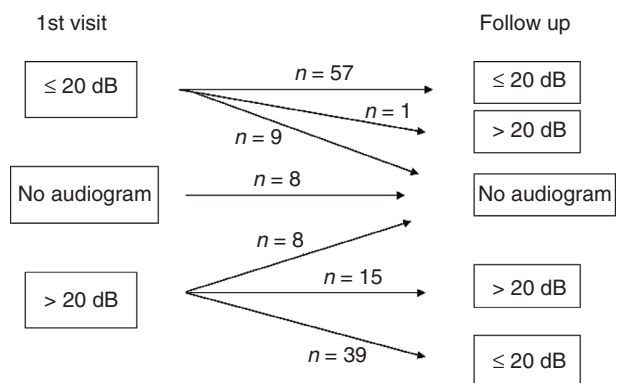 1st visit
Follow up
≤ 20 dB
n = 57
≤ 20 dB
n = 1
> 20 dB
n = 9
No audiogram
n = 8
No audiogram
n = 8
> 20 dB
n = 15
> 20 dB
n = 39
≤ 20 dB